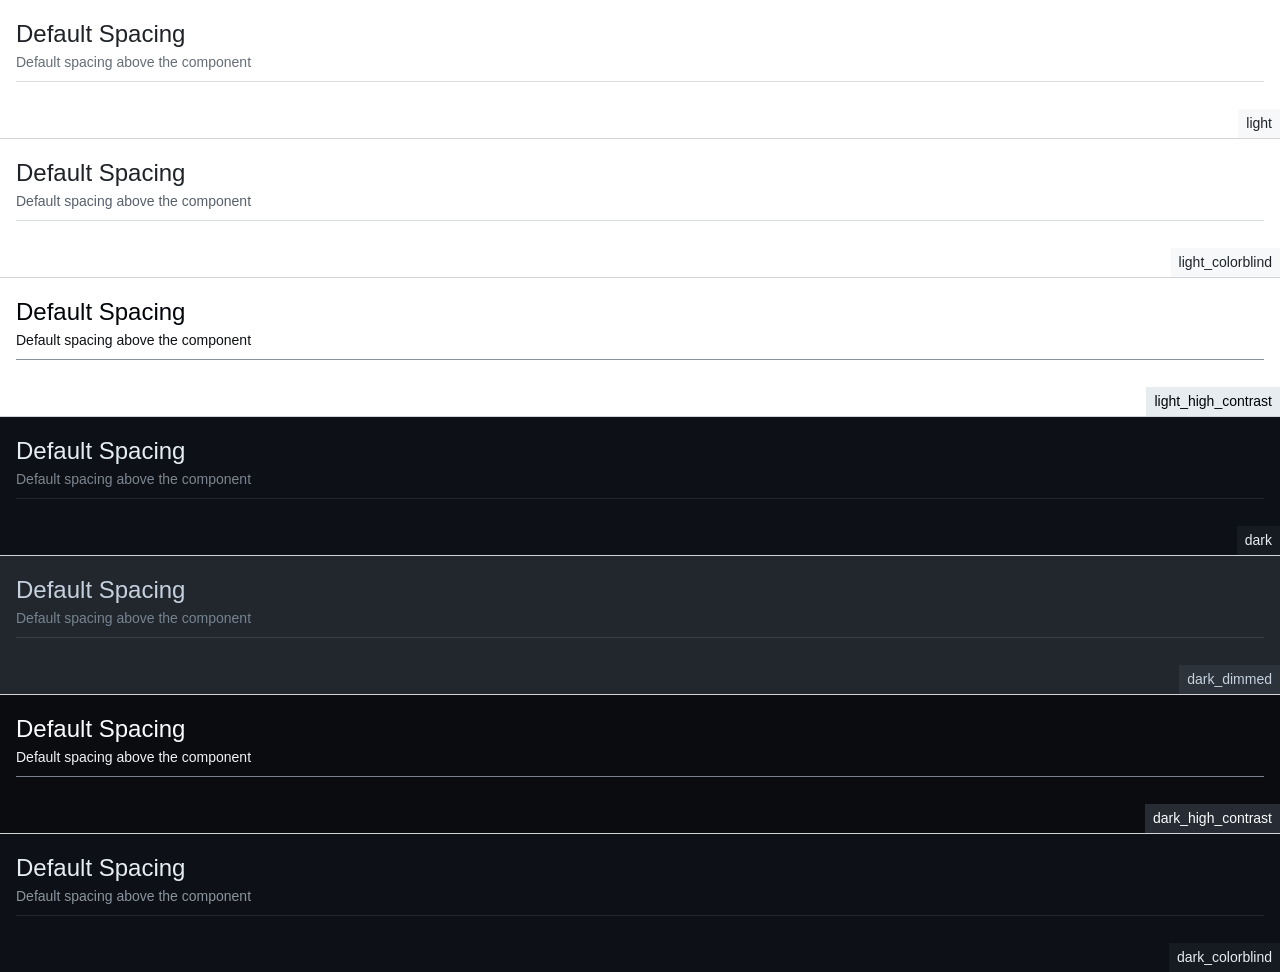 Default Spacing
Default spacing above the component
light
Default Spacing
Default spacing above the component
light_colorblind
Default Spacing
Default spacing above the component
light_high_contrast
Default Spacing
Default spacing above the component
dark
Default Spacing
Default spacing above the component
dark_dimmed
Default Spacing
Default spacing above the component
dark_high_contrast
Default Spacing
Default spacing above the component
dark_colorblind